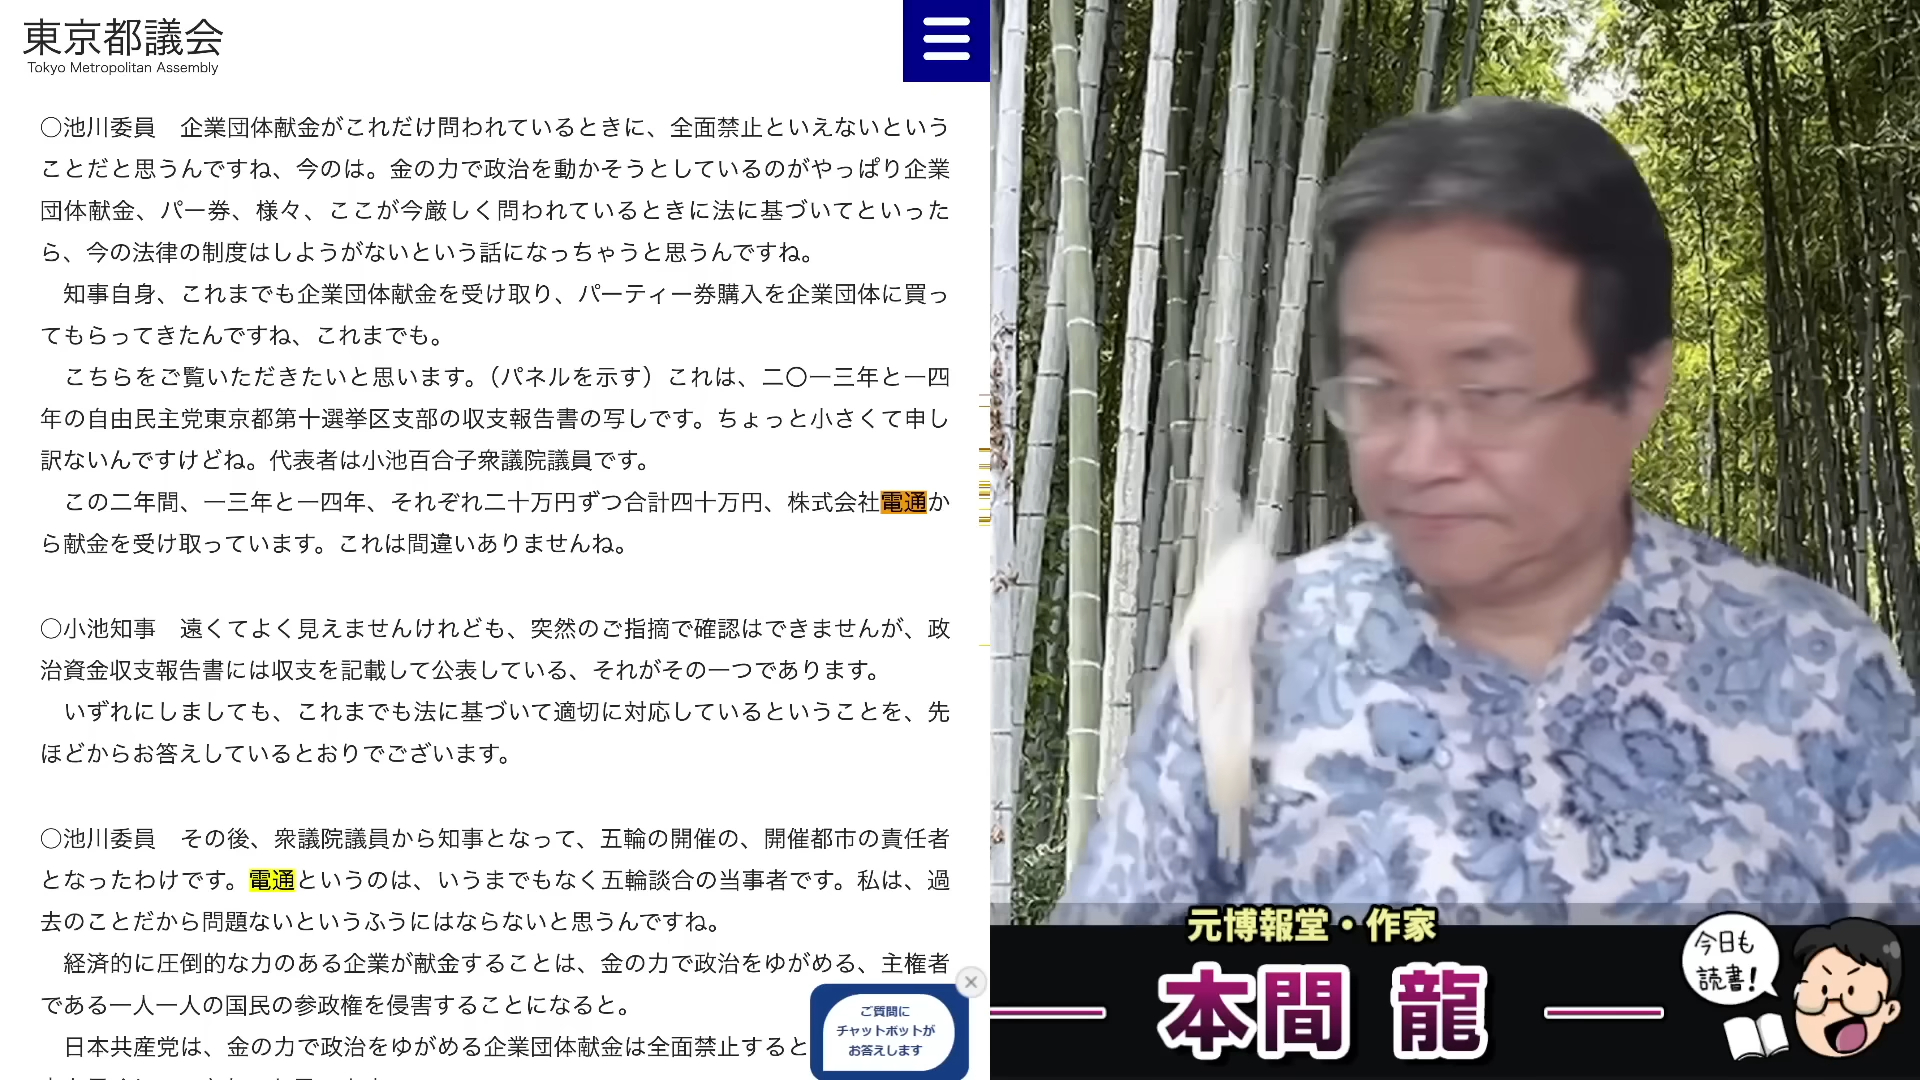 東京都議会
Tokyo Metropolitan Assembly
〇池川委員　企業団体献金がこれだけ問われているときに、全面禁止といえないという
ことだと思うんですね、今のは。金の力で政治を動かそうとしているのがやっぱり企業
団体献金、パー券、様々、ここが今厳しく問われているときに法に基づいてといった
ら、今の法律の制度はしようがないという話になっちゃうと思うんですね。
　知事自身、これまでも企業団体献金を受け取り、パーティー券購入を企業団体に買っ
てもらってきたんですね、これまでも。
　こちらをご覧いただきたいと思います。（パネルを示す）これは、二〇一三年と一四
年の自由民主党東京都第十選挙区支部の収支報告書の写しです。ちょっと小さくて申し
訳ないんですけどね。代表者は小池百合子衆議院議員です。
　この二年間、一三年と一四年、それぞれ二十万円ずつ合計四十万円、株式会社電通か
ら献金を受け取っています。これは間違いありませんね。
〇小池知事　遠くてよく見えませんけれども、突然のご指摘で確認はできませんが、政
治資金収支報告書には収支を記載して公表している、それがその一つであります。
　いずれにしましても、これまでも法に基づいて適切に対応しているということを、先
ほどからお答えしているとおりでございます。
〇池川委員　その後、衆議院議員から知事となって、五輪の開催の、開催都市の責任者
となったわけです。電通というのは、いうまでもなく五輪談合の当事者です。私は、過
去のことだから問題ないというふうにはならないと思うんですね。
　経済的に圧倒的な力のある企業が献金することは、金の力で政治をゆがめる、主権者
である一人一人の国民の参政権を侵害することになると。
　日本共産党は、金の力で政治をゆがめる企業団体献金は全面禁止すると
ご質問に
チャットボットが
お答えします
元博報堂・作家
本間 龍
今日も
読書！